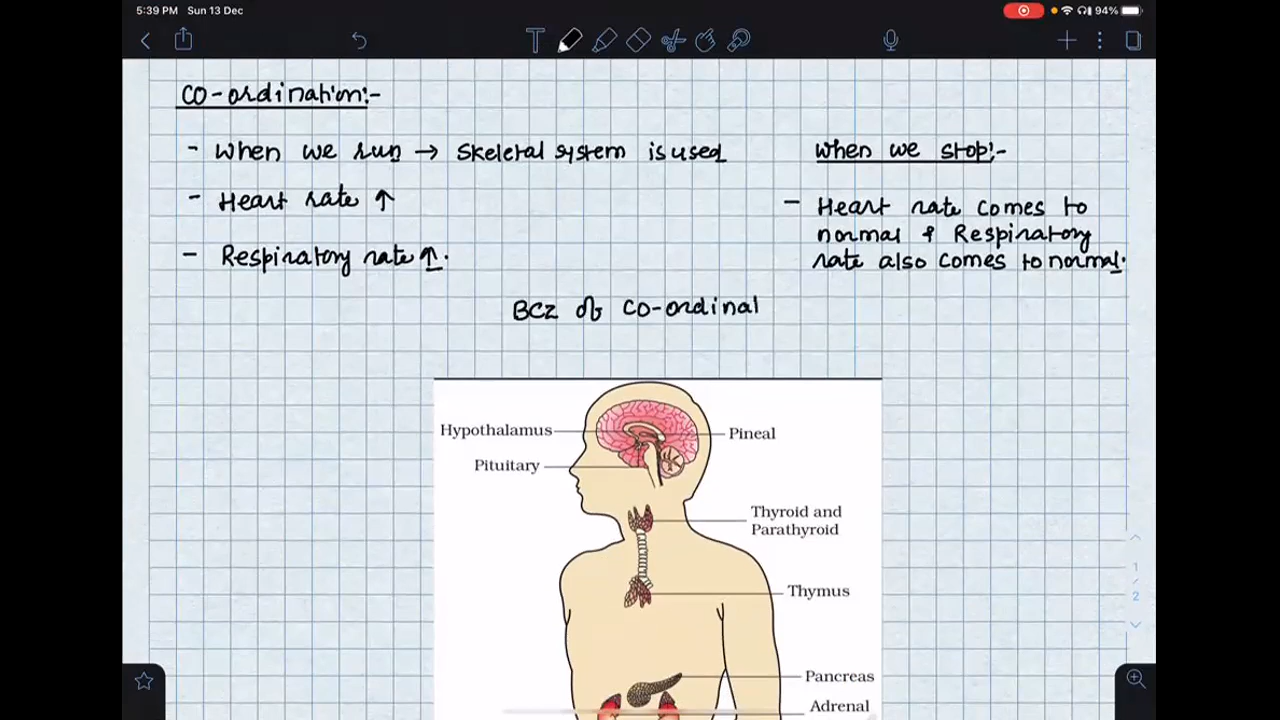 5:39 PM Sun 13 Dec
94%
CO-ordination:-
- When we run → Skeletal system is used
- Heart rate ↑
- Respiratory rate ↑.
When we stop:-
- Heart rate comes to
normal & Respiratory
rate also comes to normal.
BCz of CO-ordinal
Hypothalamus
Pineal
Pituitary
Thyroid and
Parathyroid
Thymus
Pancreas
Adrenal
1
/
2